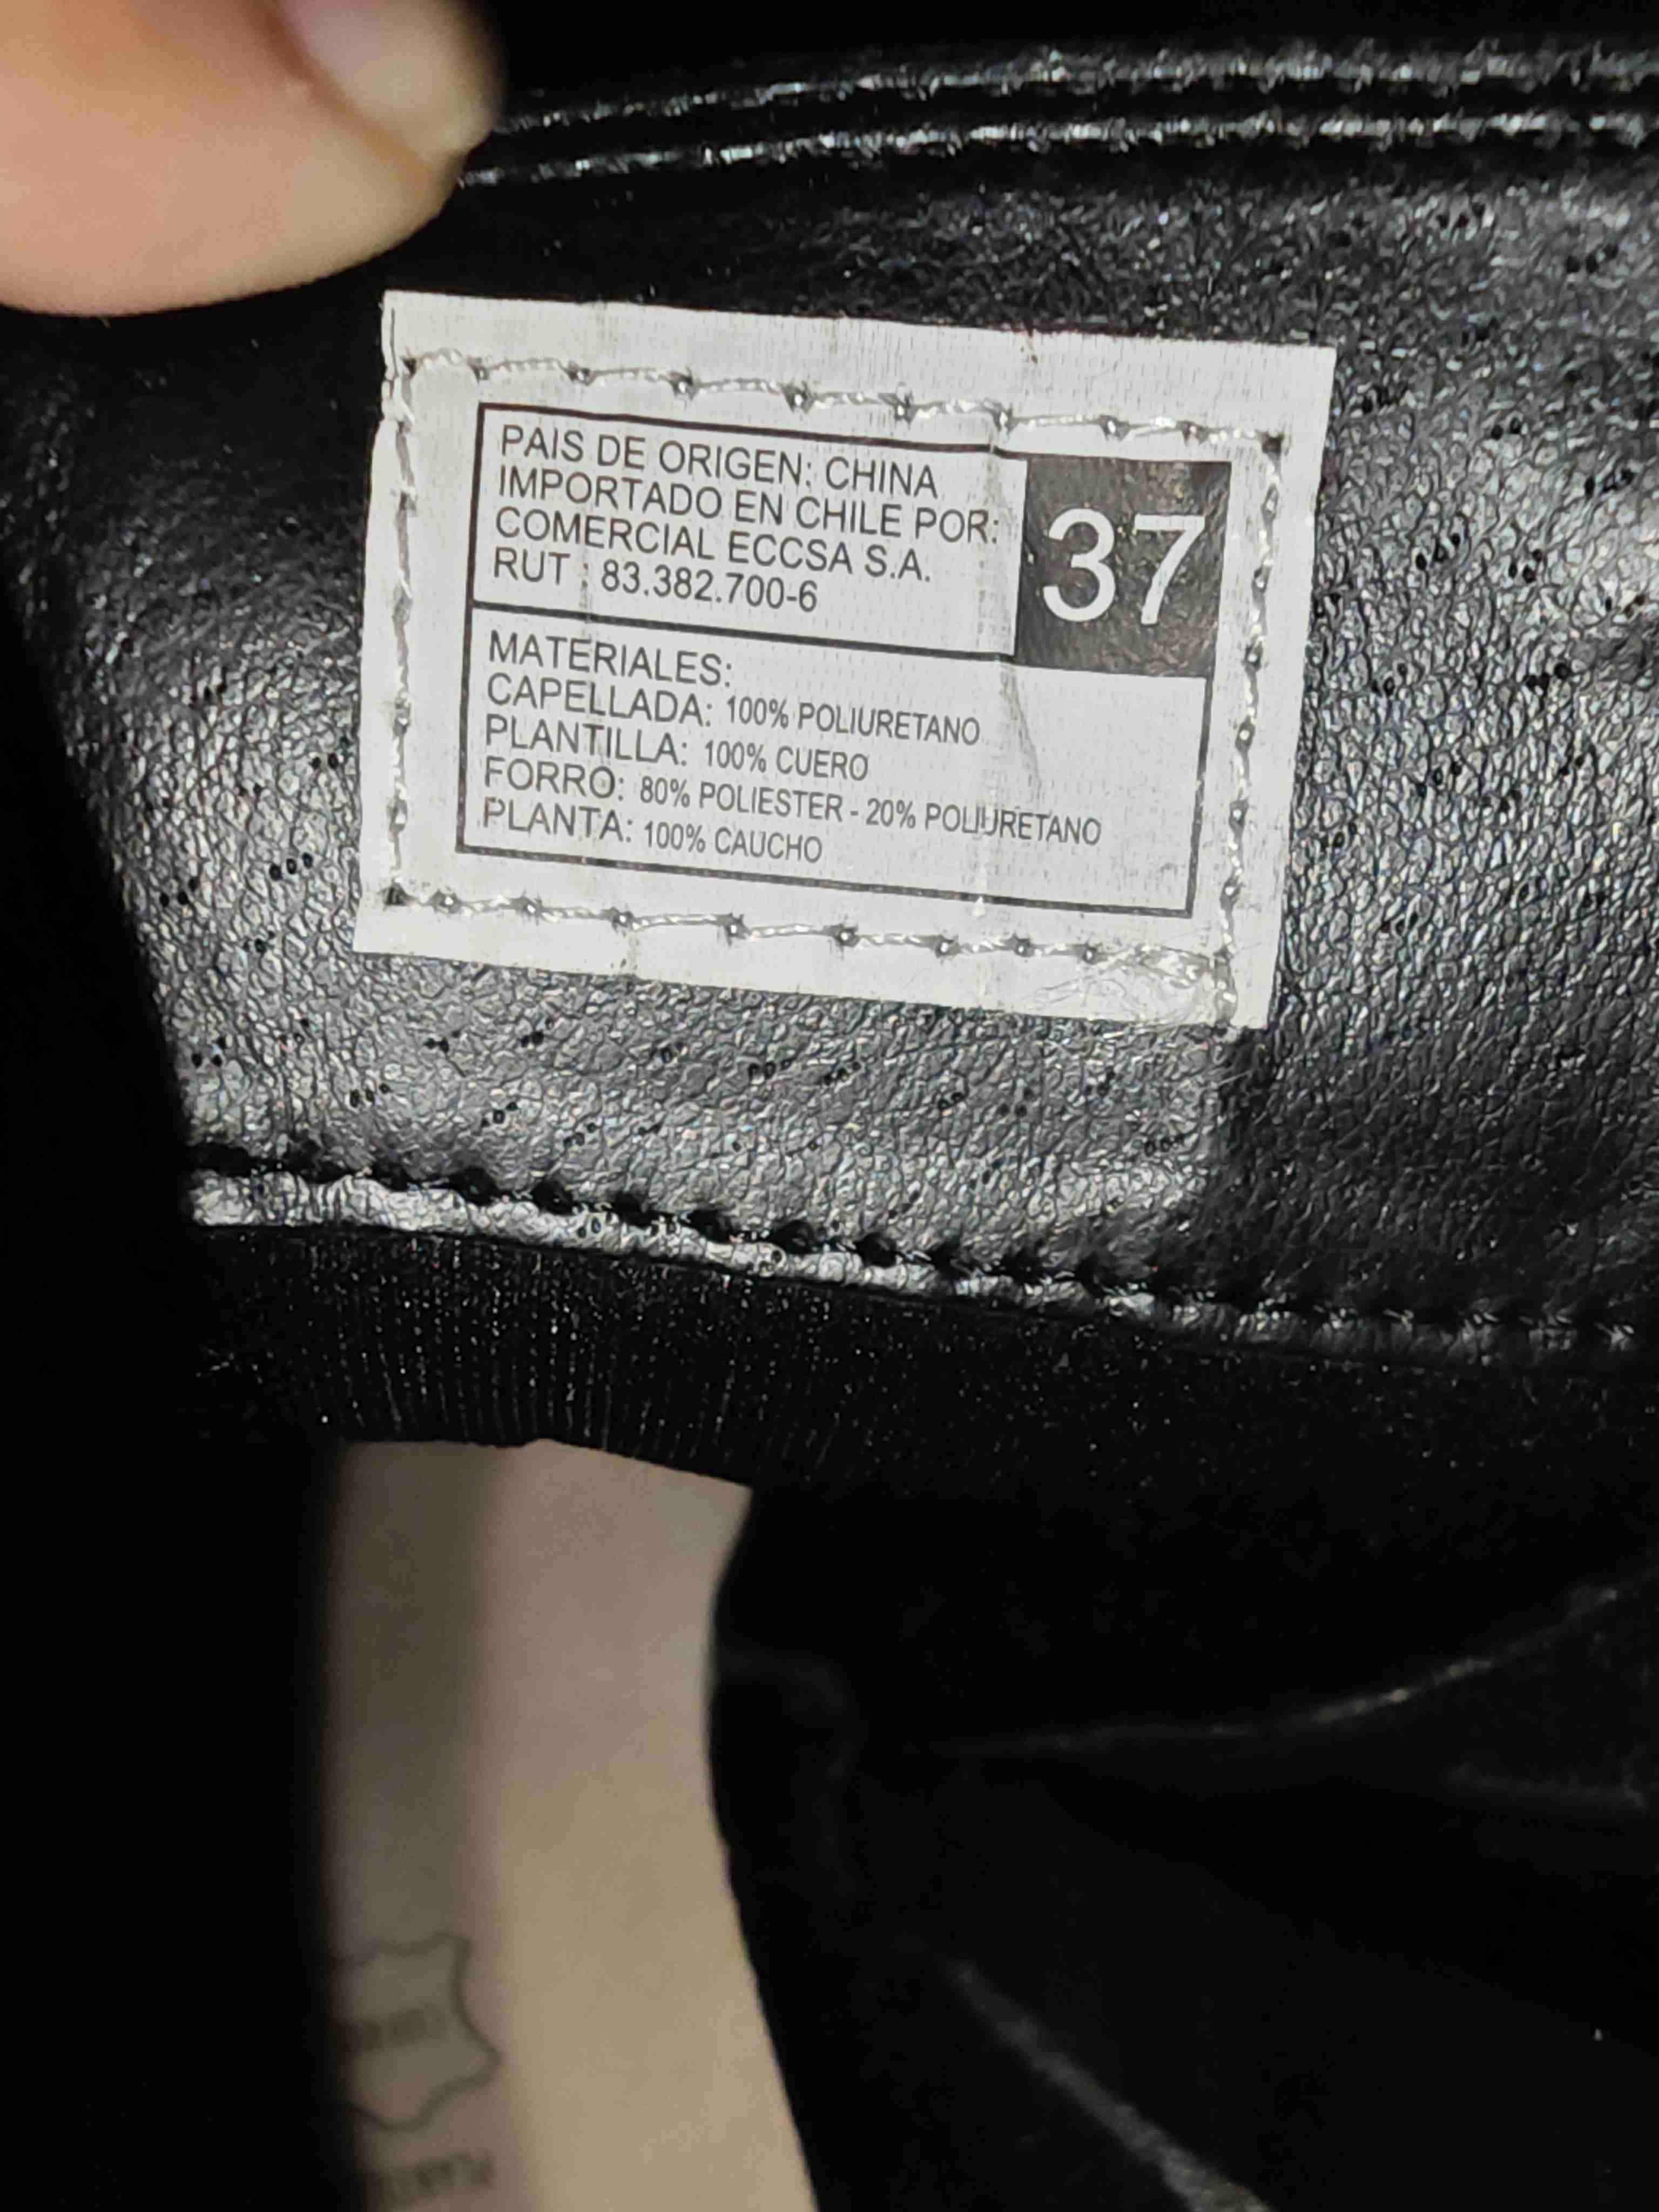 PAIS DE ORIGEN: CHINA
IMPORTADO EN CHILE POR:
COMERCIAL ECCSA S.A.
RUT : 83.382.700-6
37
MATERIALES:
CAPELLADA: 100% POLIURETANO
PLANTILLA: 100% CUERO
FORRO: 80% POLIESTER - 20% POLIURETANO
PLANTA: 100% CAUCHO